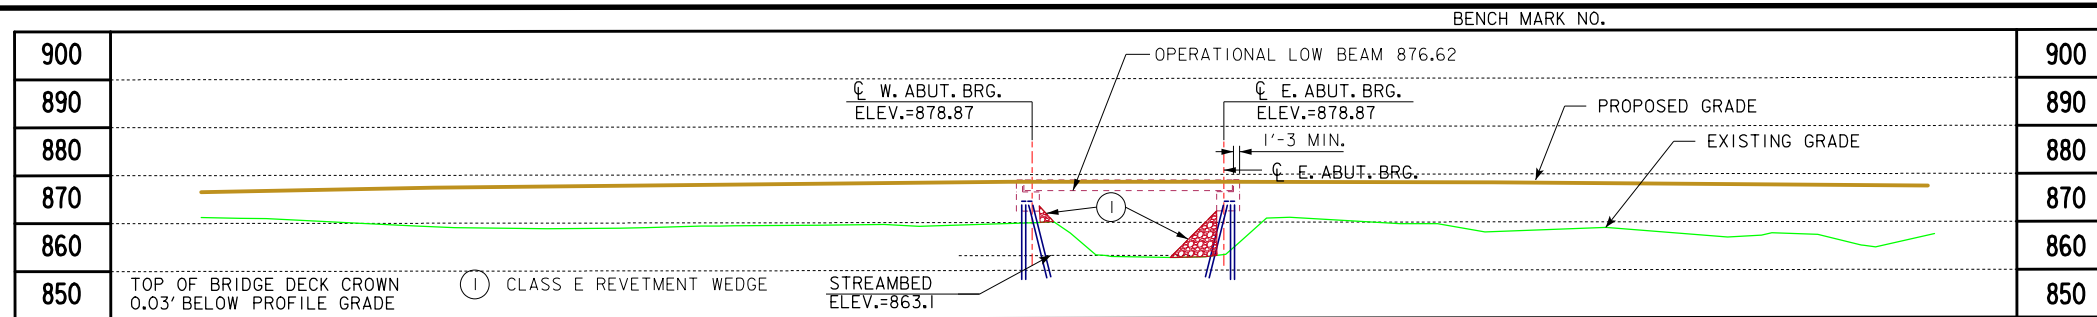 BENCH MARK NO.
900
900
OPERATIONAL LOW BEAM 876.62
890
℄ W. ABUT. BRG.
ELEV.=878.87
℄ E. ABUT. BRG.
ELEV.=878.87
PROPOSED GRADE
890
880
1'-3 MIN.
EXISTING GRADE
880
℄ E. ABUT. BRG.
870
1
870
860
860
TOP OF BRIDGE DECK CROWN
0.03' BELOW PROFILE GRADE
1 CLASS E REVETMENT WEDGE
STREAMBED
ELEV.=863.1
850
850